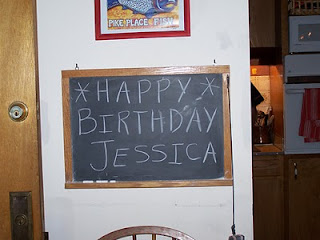 PIKE PLACE FISH
*HAPPY*
BIRTHDAY
JESSICA